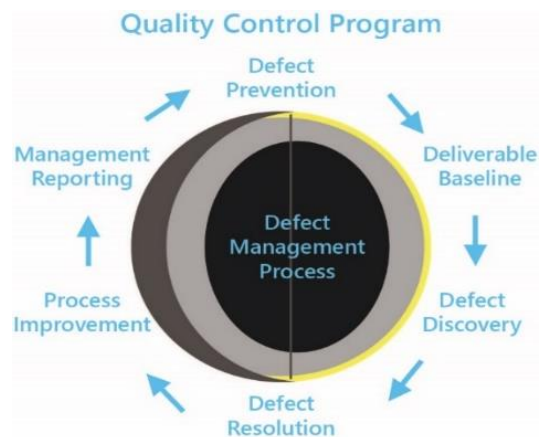 Quality Control Program
Defect
Prevention
Deliverable
Baseline
Defect
Discovery
Defect
Resolution
Process
Improvement
Management
Reporting
Defect
Management
Process